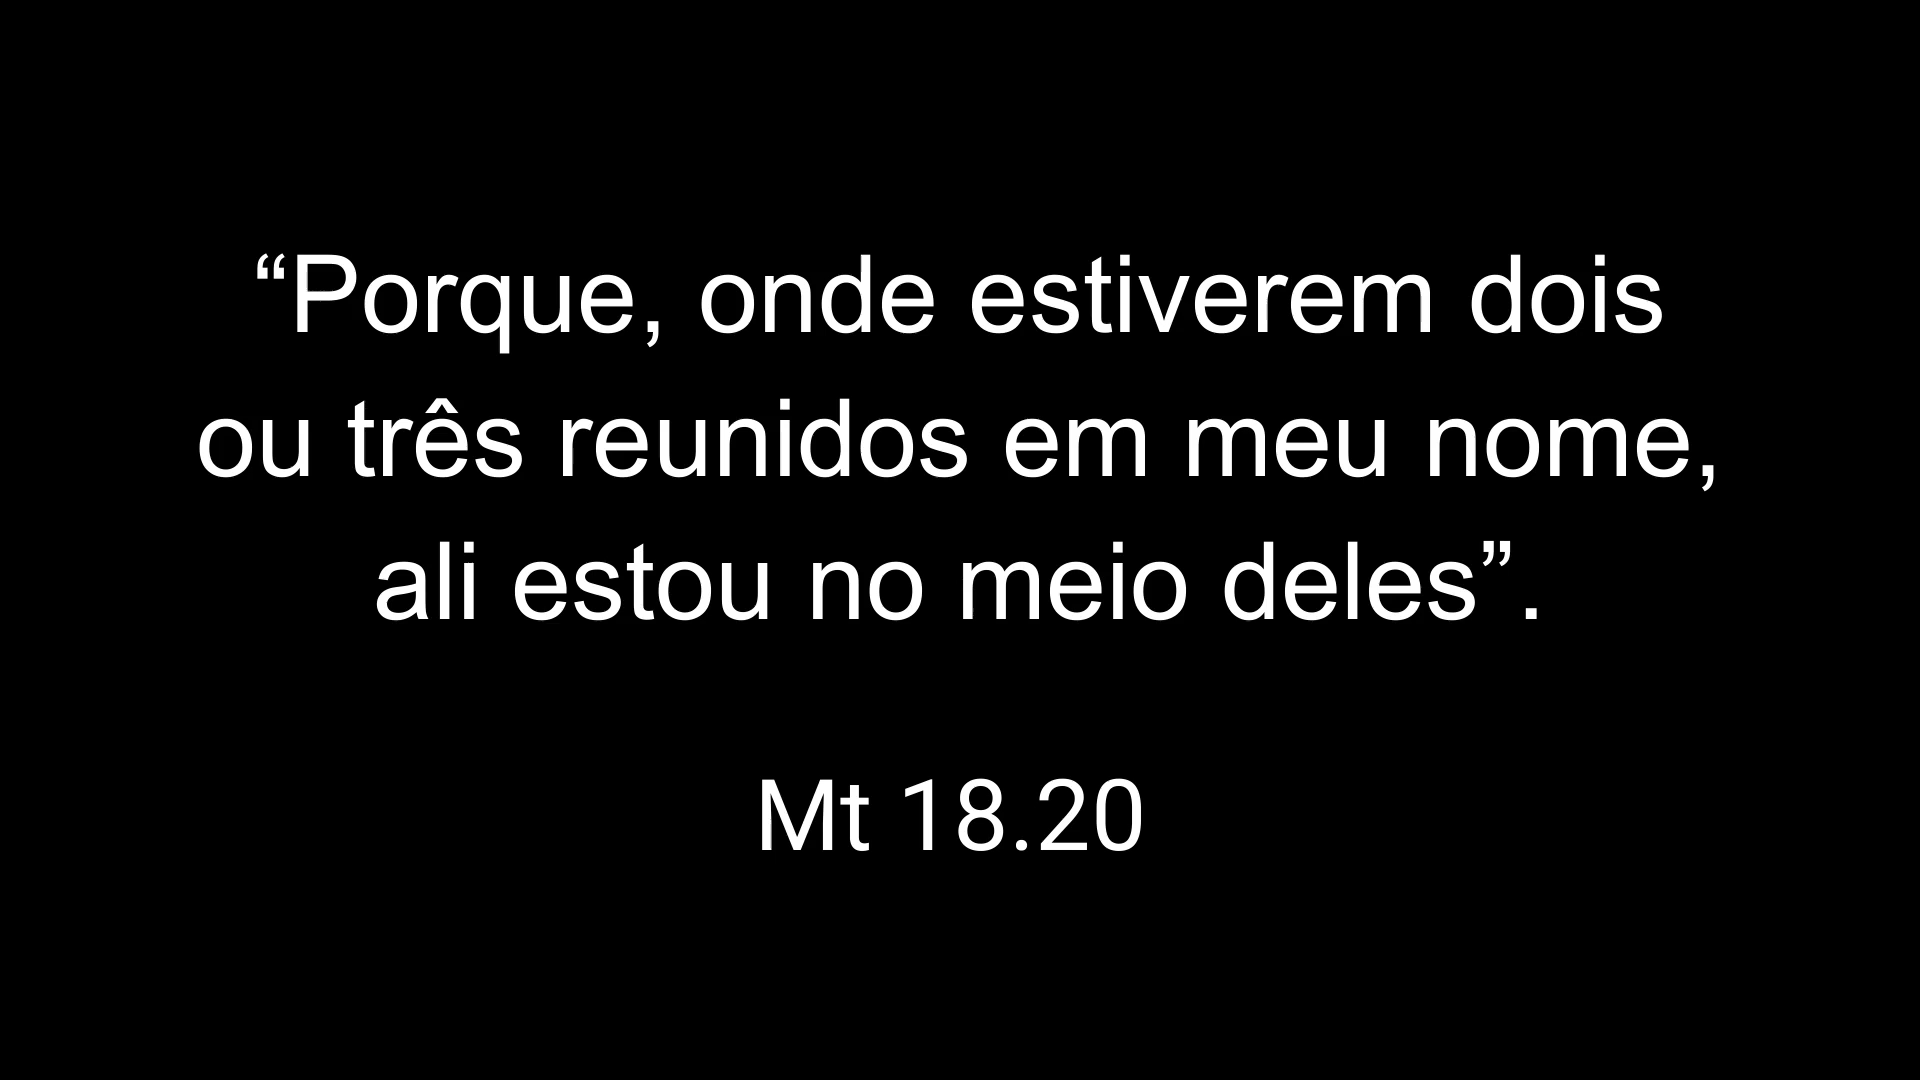 “Porque, onde estiverem dois
ou três reunidos em meu nome,
ali estou no meio deles”.
Mt 18.20